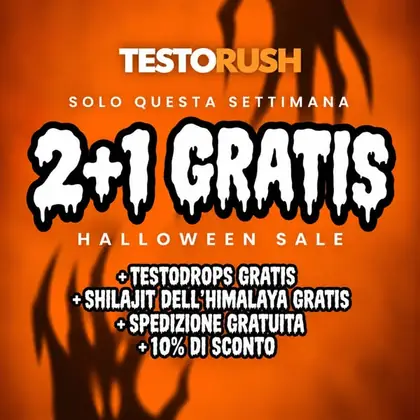 TESTORUSH
SOLO QUESTA SETTIMANA
2+1 GRATIS
HALLOWEEN SALE
+ TESTODROPS GRATIS
+ SHILAJIT DELL'HIMALAYA GRATIS
+ SPEDIZIONE GRATUITA
+ 10% DI SCONTO